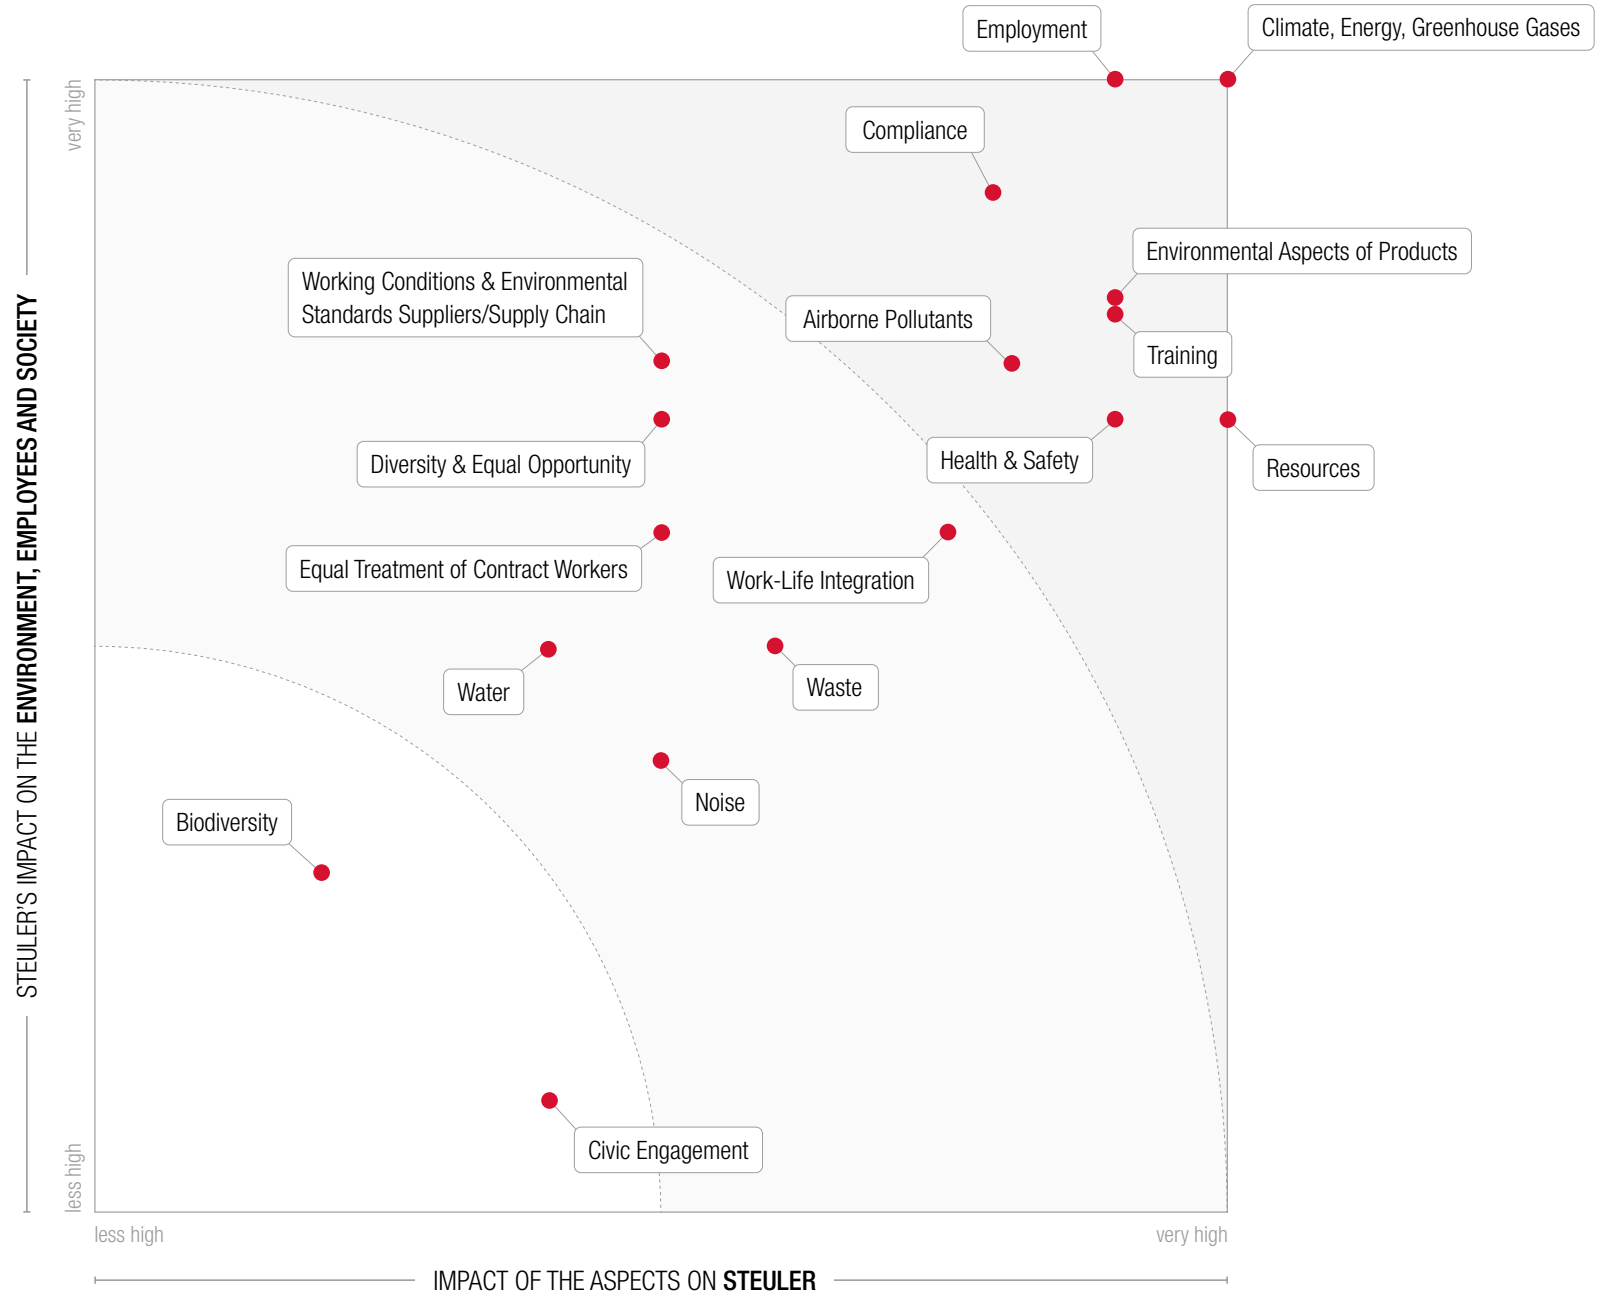 Employment
Climate, Energy, Greenhouse Gases
very high
Compliance
Environmental Aspects of Products
Working Conditions & Environmental
Standards Suppliers/Supply Chain
Airborne Pollutants
Training
Diversity & Equal Opportunity
Health & Safety
Resources
Equal Treatment of Contract Workers
Work-Life Integration
STEULER'S IMPACT ON THE ENVIRONMENT, EMPLOYEES AND SOCIETY
Water
Waste
Noise
Biodiversity
Civic Engagement
less high
less high
very high
IMPACT OF THE ASPECTS ON STEULER